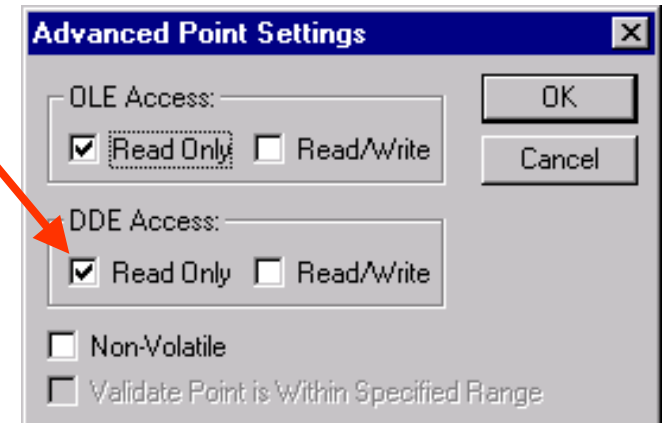 Advanced Point Settings
OLE Access:
Read Only Read/Write
OK
Cancel
DDE Access:
Read Only Read/Write
Non-Volatile
Validate Point is Within Specified Range